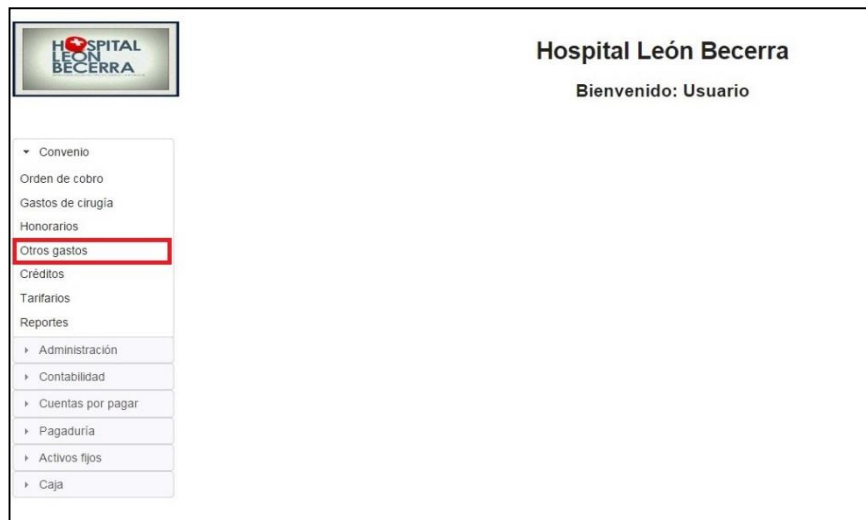 HOSPITAL
LEÓN
BECERRA
Hospital León Becerra
Bienvenido: Usuario
Convenio
Orden de cobro
Gastos de cirugía
Honorarios
Otros gastos
Créditos
Tarifarios
Reportes
Administración
Contabilidad
Cuentas por pagar
Pagaduría
Activos fijos
Caja